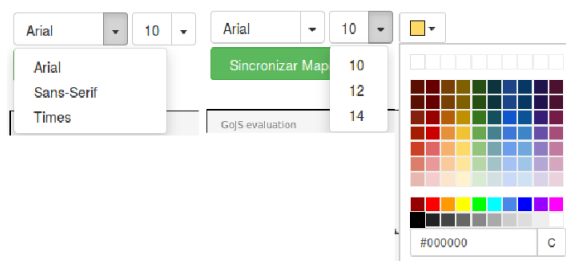 Arial 10
Arial
Sans-Serif
Times
Arial 10
Sincronizar Map
10
12
14
GoJS evaluation
#000000 C